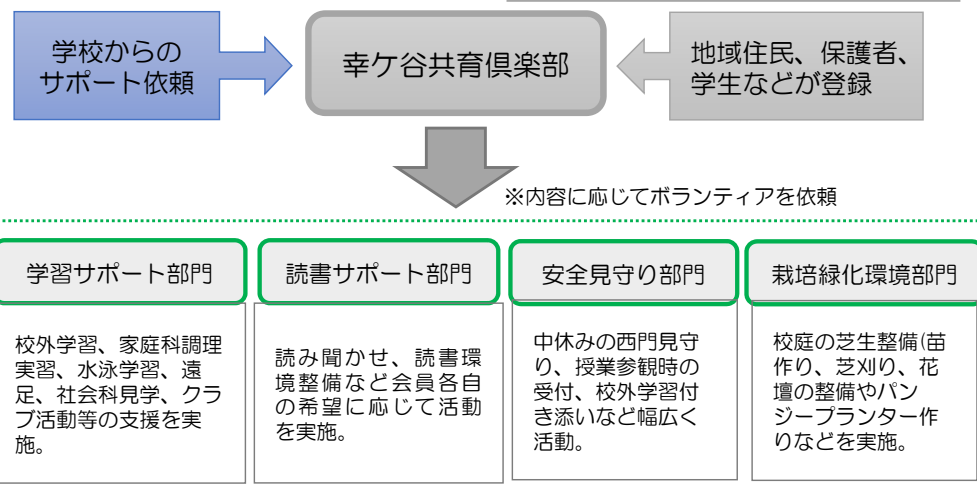 学校からの
サポート依頼
幸ケ谷共育倶楽部
地域住民、保護者、
学生などが登録
※内容に応じてボランティアを依頼
学習サポート部門
校外学習、家庭科調理
実習、水泳学習、遠
足、社会科見学、クラ
ブ活動等の支援を実
施。
読書サポート部門
読み聞かせ、読書環
境整備など会員各自
の希望に応じて活動
を実施。
安全見守り部門
中休みの西門見守
り、授業参観時の
受付、校外学習付
き添いなど幅広く
活動。
栽培緑化環境部門
校庭の芝生整備(苗
作り、芝刈り、花
壇の整備やパン
ジープランター作
りなどを実施。